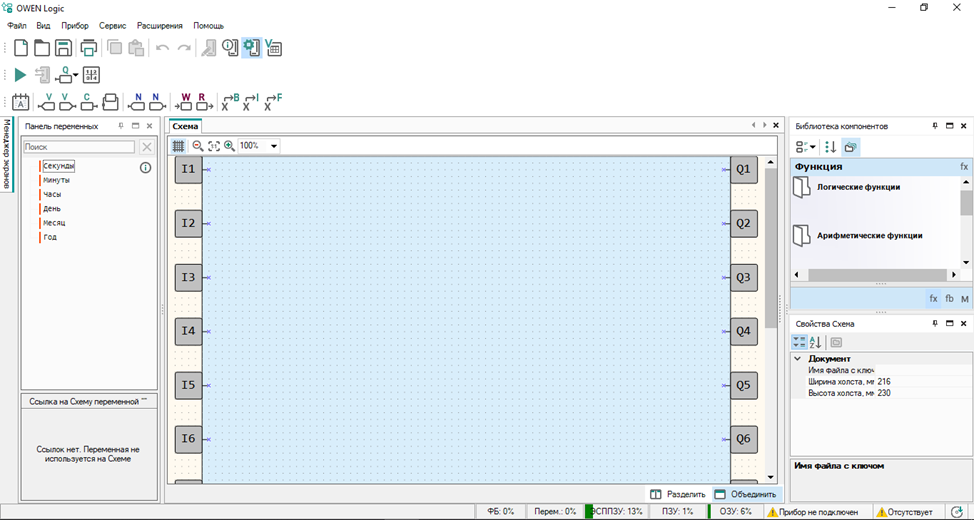 OWEN Logic
Файл Вид Прибор Сервис Расширения Помощь
Q
V V C N N W R B I F
A X X X
Менеджер экранов
Панель переменных
Поиск
Секунды
Минуты
Часы
День
Месяц
Год
Ссылка на Схему переменной ""
Ссылок нет. Переменная не
используется на Схеме
Схема
100%
I1 Q1
I2 Q2
I3 Q3
I4 Q4
I5 Q5
I6 Q6
Разделить Объединить
Библиотека компонентов
Функция fx
Логические функции
Арифметические функции
fx fb M
Свойства Схема
Документ
Имя файла с ключ
Ширина холста, мм 216
Высота холста, мм 230
Имя файла с ключом
ФБ: 0% Перем.: 0% ЭСППЗУ: 13% ПЗУ: 1% ОЗУ: 6% Прибор не подключен Отсутствует